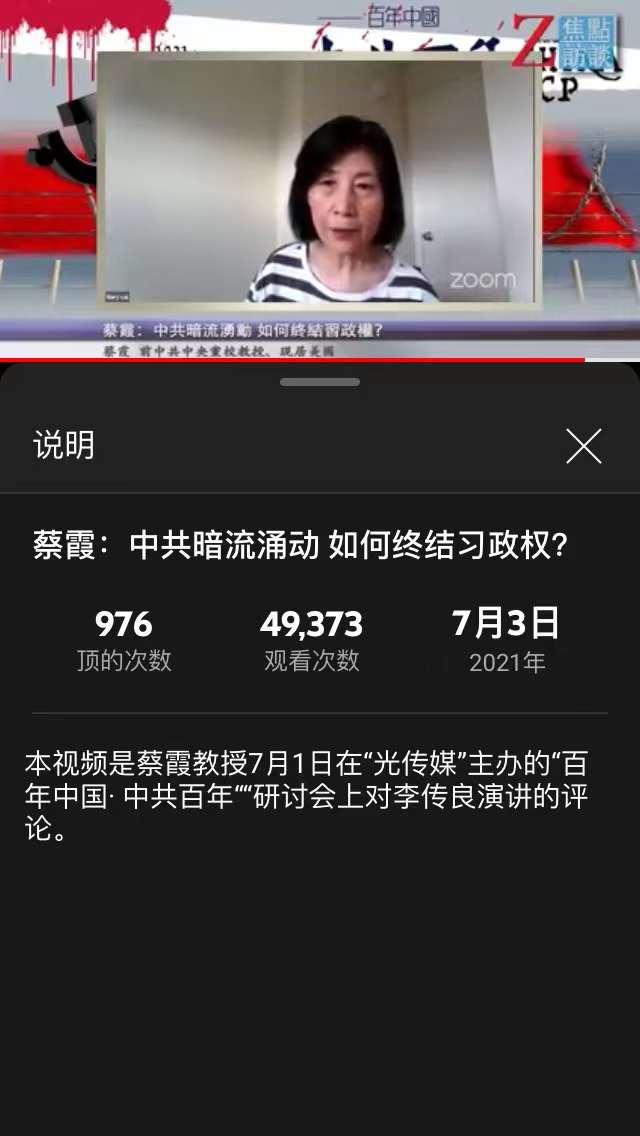 百年中國
Z 焦點
訪談
CP
zoom
蔡霞：中共暗流湧動 如何終結習政權？
蔡霞 前中共中央黨校教授、現居美國
说明
蔡霞：中共暗流涌动 如何终结习政权？
976 49,373 7月3日
顶的次数 观看次数 2021年
本视频是蔡霞教授7月1日在“光传媒”主办的“百
年中国· 中共百年““研讨会上对李传良演讲的评
论。